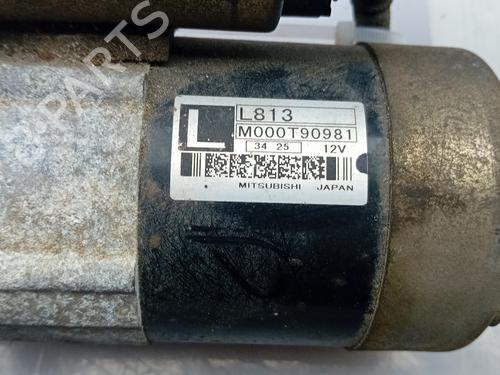 L
L813
M000T90981
34 25 12V
MITSUBISHI JAPAN
PARTS